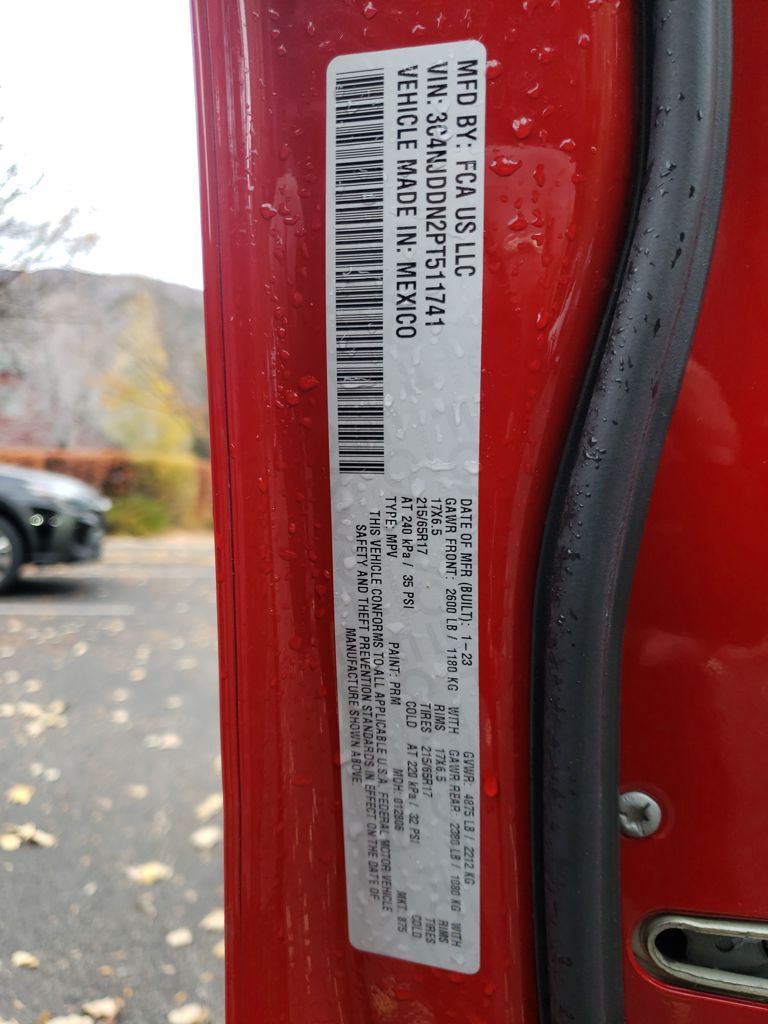 MFD BY: FCA US LLC
VIN: 3C4NJDDN2PT511741
VEHICLE MADE IN: MEXICO
DATE OF MFR (BUILT): 1-23 GVWR: 4875 LB / 2212 KG
GAWR FRONT: 2600 LB / 1180 KG WITH GAWR REAR 2380 LB / 1080 KG WITH
17X6.5 RIMS 17X6.5 RIMS
215/65R17 TIRES 215/65R17 TIRES
AT 240 kPa / 35 PSI COLD AT 220 kPa / 32 PSI COLD
TYPE: MPV PAINT: PRM MDH: 012806 MKT: 875
THIS VEHICLE CONFORMS TO ALL APPLICABLE U.S.A. FEDERAL MOTOR VEHICLE
SAFETY AND THEFT PREVENTION STANDARDS IN EFFECT ON THE DATE OF
MANUFACTURE SHOWN ABOVE